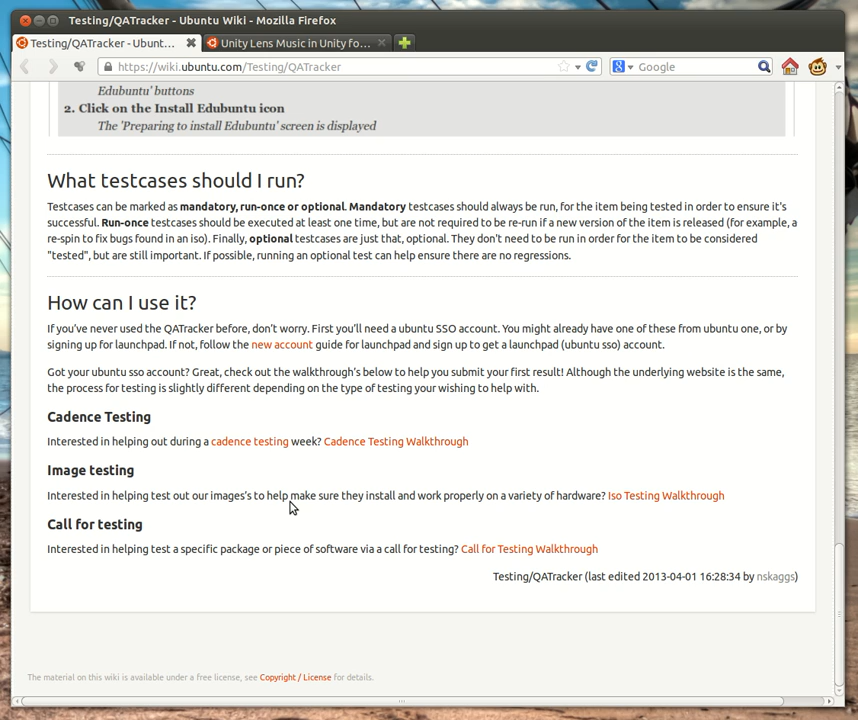 Testing/QATracker - Ubuntu Wiki - Mozilla Firefox
Testing/QATracker - Ubunt... Unity Lens Music in Unity fo...
https://wiki.ubuntu.com/Testing/QATracker Google
Edubuntu' buttons
2. Click on the Install Edubuntu icon
The 'Preparing to install Edubuntu' screen is displayed
What testcases should I run?
Testcases can be marked as mandatory, run-once or optional. Mandatory testcases should always be run, for the item being tested in order to ensure it's
successful. Run-once testcases should be executed at least one time, but are not required to be re-run if a new version of the item is released (for example, a
re-spin to fix bugs found in an iso). Finally, optional testcases are just that, optional. They don't need to be run in order for the item to be considered
"tested", but are still important. If possible, running an optional test can help ensure there are no regressions.
How can I use it?
If you've never used the QATracker before, don't worry. First you'll need a ubuntu SSO account. You might already have one of these from ubuntu one, or by
signing up for launchpad. If not, follow the new account guide for launchpad and sign up to get a launchpad (ubuntu sso) account.
Got your ubuntu sso account? Great, check out the walkthrough's below to help you submit your first result! Although the underlying website is the same,
the process for testing is slightly different depending on the type of testing your wishing to help with.
Cadence Testing
Interested in helping out during a cadence testing week? Cadence Testing Walkthrough
Image testing
Interested in helping test out our images's to help make sure they install and work properly on a variety of hardware? Iso Testing Walkthrough
Call for testing
Interested in helping test a specific package or piece of software via a call for testing? Call for Testing Walkthrough
Testing/QATracker (last edited 2013-04-01 16:28:34 by nskaggs)
The material on this wiki is available under a free license, see Copyright / License for details.